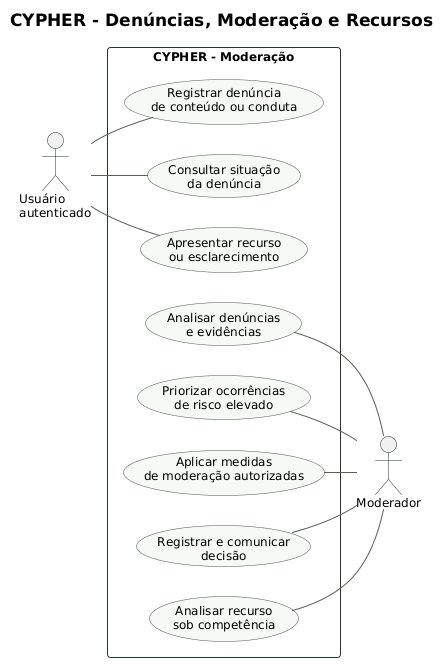 CYPHER - Denúncias, Moderação e Recursos
CYPHER - Moderação
Registrar denúncia
de conteúdo ou conduta
Consultar situação
da denúncia
Usuário
autenticado
Apresentar recurso
ou esclarecimento
Analisar denúncias
e evidências
Priorizar ocorrências
de risco elevado
Aplicar medidas
de moderação autorizadas
Moderador
Registrar e comunicar
decisão
Analisar recurso
sob competência